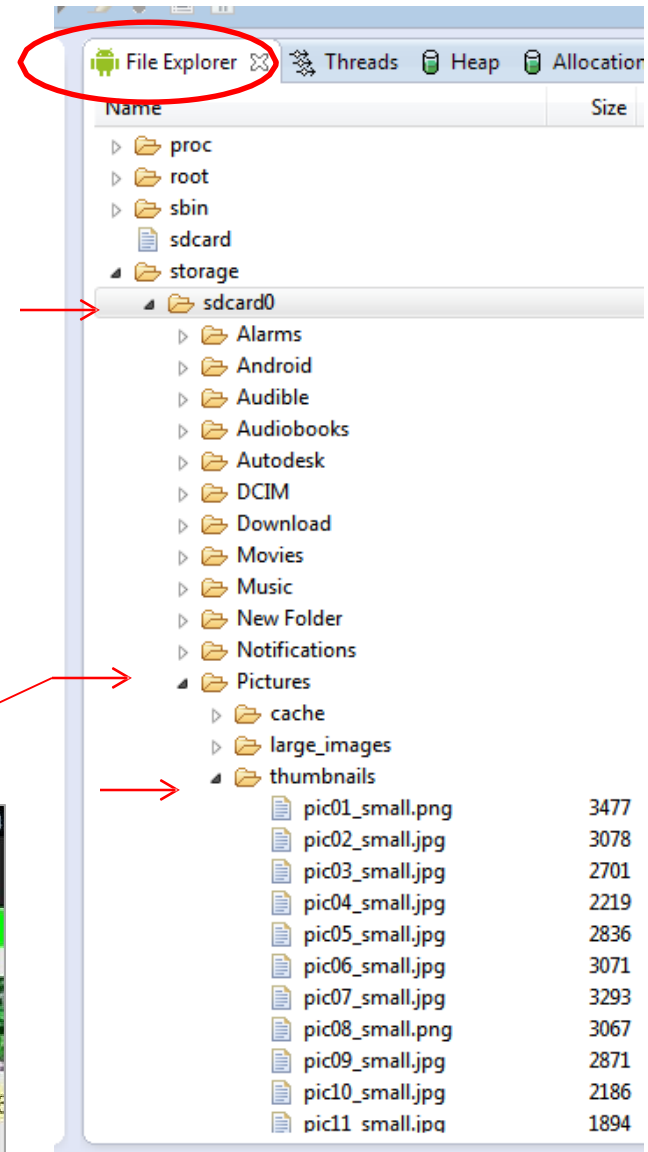 File Explorer Threads Heap Allocation
Name Size
proc
root
sbin
sdcard
storage
sdcard0
Alarms
Android
Audible
Audiobooks
Autodesk
DCIM
Download
Movies
Music
New Folder
Notifications
Pictures
cache
large_images
thumbnails
pic01_small.png 3477
pic02_small.jpg 3078
pic03_small.jpg 2701
pic04_small.jpg 2219
pic05_small.jpg 2836
pic06_small.jpg 3071
pic07_small.jpg 3293
pic08_small.png 3067
pic09_small.jpg 2871
pic10_small.jpg 2186
pic11_small.jpg 1894